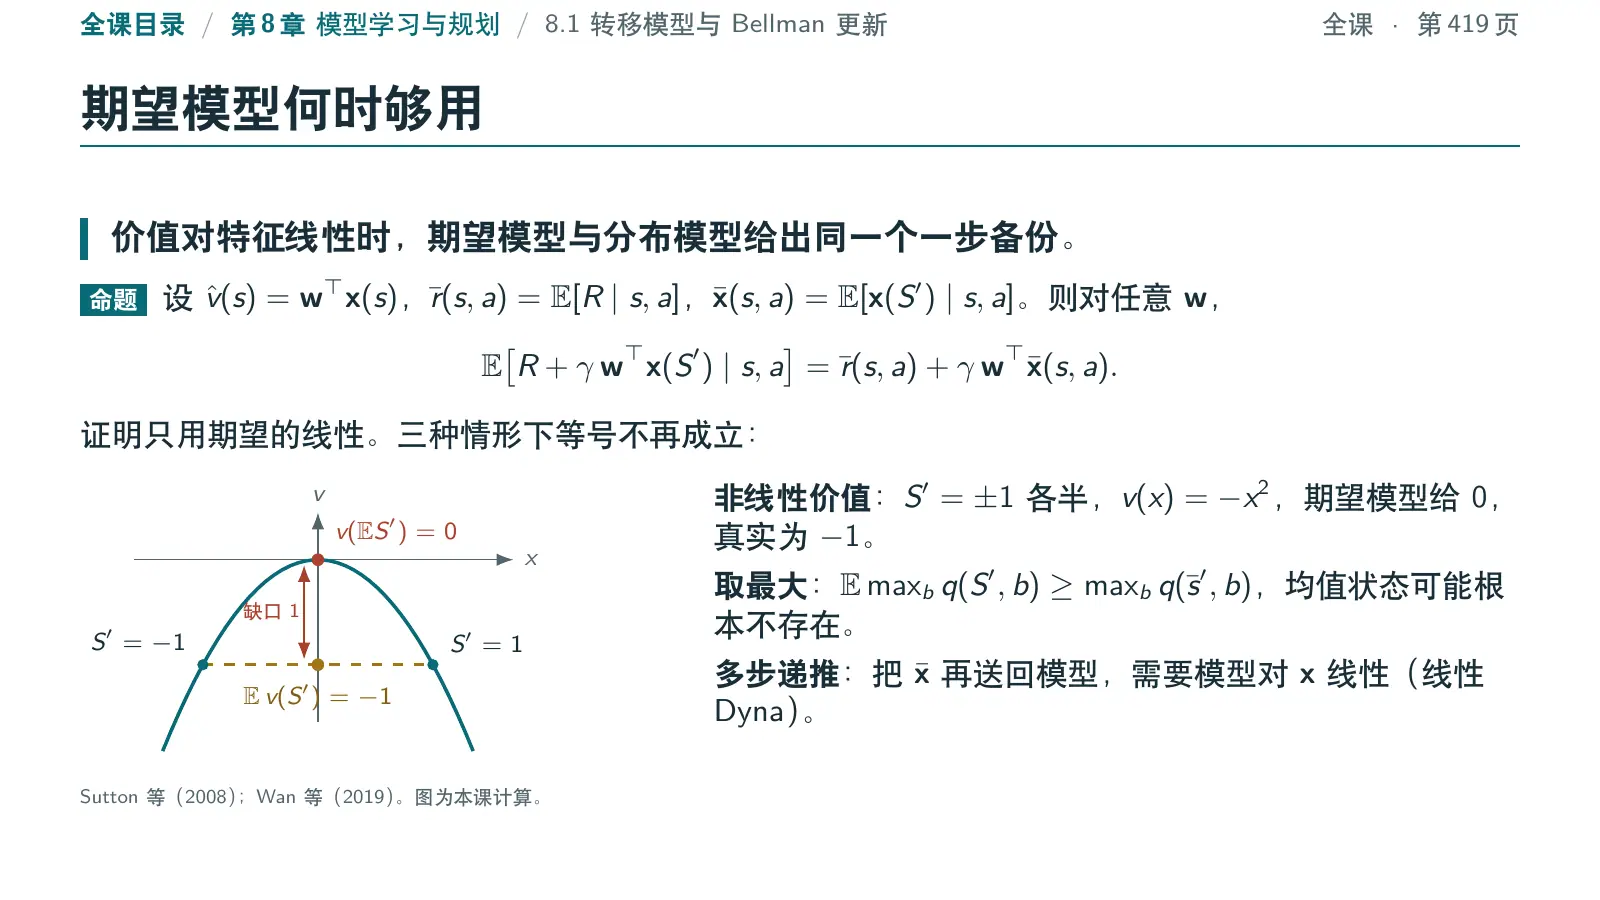 全课目录 / 第 8 章 模型学习与规划 / 8.1 转移模型与 Bellman 更新
全课 · 第 419 页
期望模型何时够用
价值对特征线性时，期望模型与分布模型给出同一个一步备份。
命题 设 v̂(s) = w⊤x(s)，r̄(s, a) = 𝔼[R | s, a]，x̄(s, a) = 𝔼[x(S′) | s, a]。则对任意 w，
𝔼[R + γ w⊤x(S′) | s, a] = r̄(s, a) + γ w⊤x̄(s, a).
证明只用期望的线性。三种情形下等号不再成立：
v
v(𝔼S′) = 0
x
缺口 1
S′ = −1
S′ = 1
𝔼 v(S′) = −1
非线性价值：S′ = ±1 各半，v(x) = −x²，期望模型给 0，
真实为 −1。
取最大：𝔼 max_b q(S′, b) ≥ max_b q(s̄′, b)，均值状态可能根
本不存在。
多步递推：把 x̄ 再送回模型，需要模型对 x 线性（线性
Dyna）。
Sutton 等（2008）；Wan 等（2019）。图为本课计算。